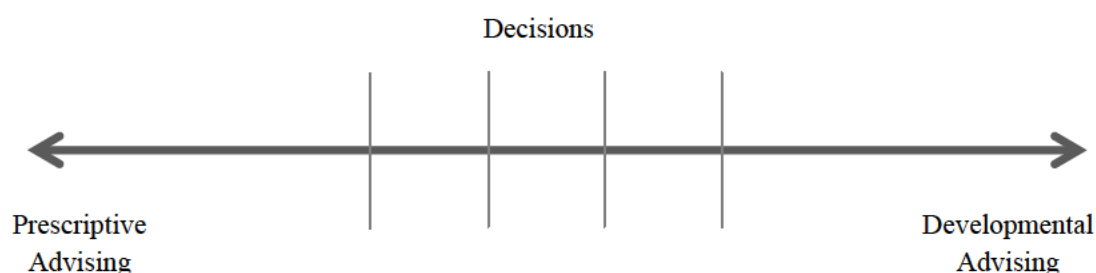 Decisions
Prescriptive
Advising
Developmental
Advising